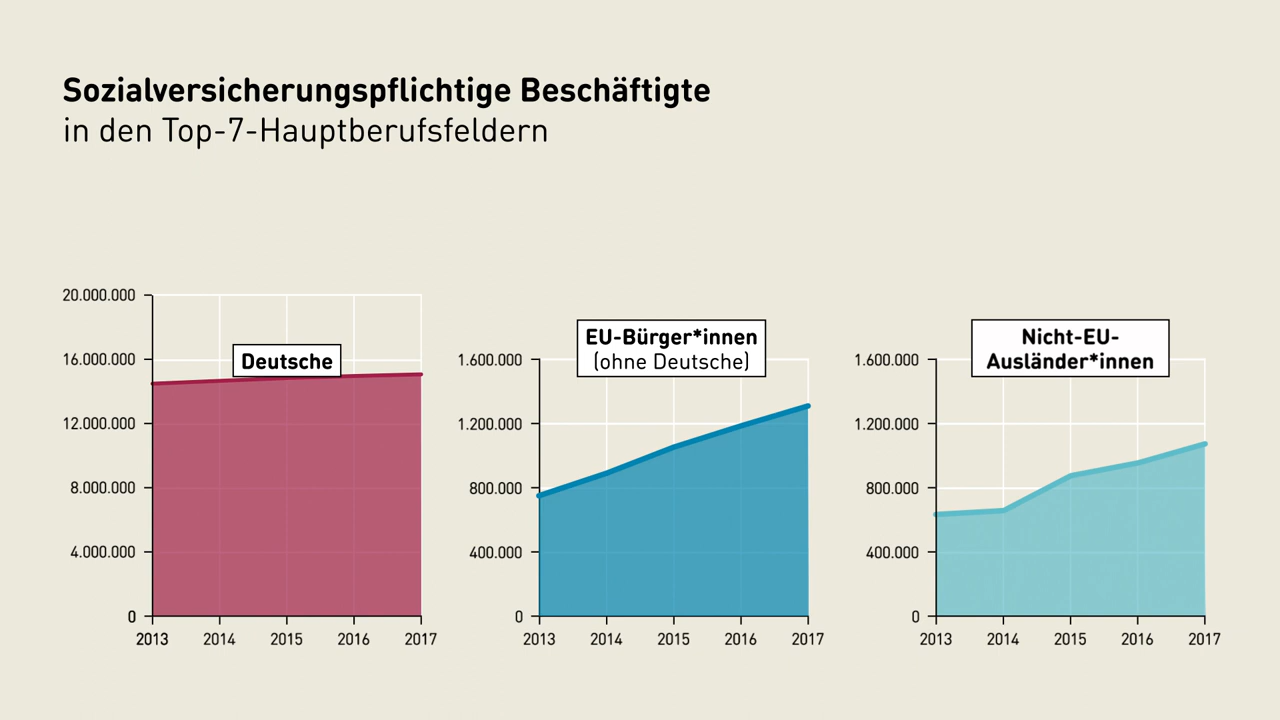 Sozialversicherungspflichtige Beschäftigte
in den Top-7-Hauptberufsfeldern
Deutsche
20.000.000
16.000.000
12.000.000
8.000.000
4.000.000
0
2013 2014 2015 2016 2017
EU-Bürger*innen
(ohne Deutsche)
1.600.000
1.200.000
800.000
400.000
0
2013 2014 2015 2016 2017
Nicht-EU-
Ausländer*innen
1.600.000
1.200.000
800.000
400.000
0
2013 2014 2015 2016 2017